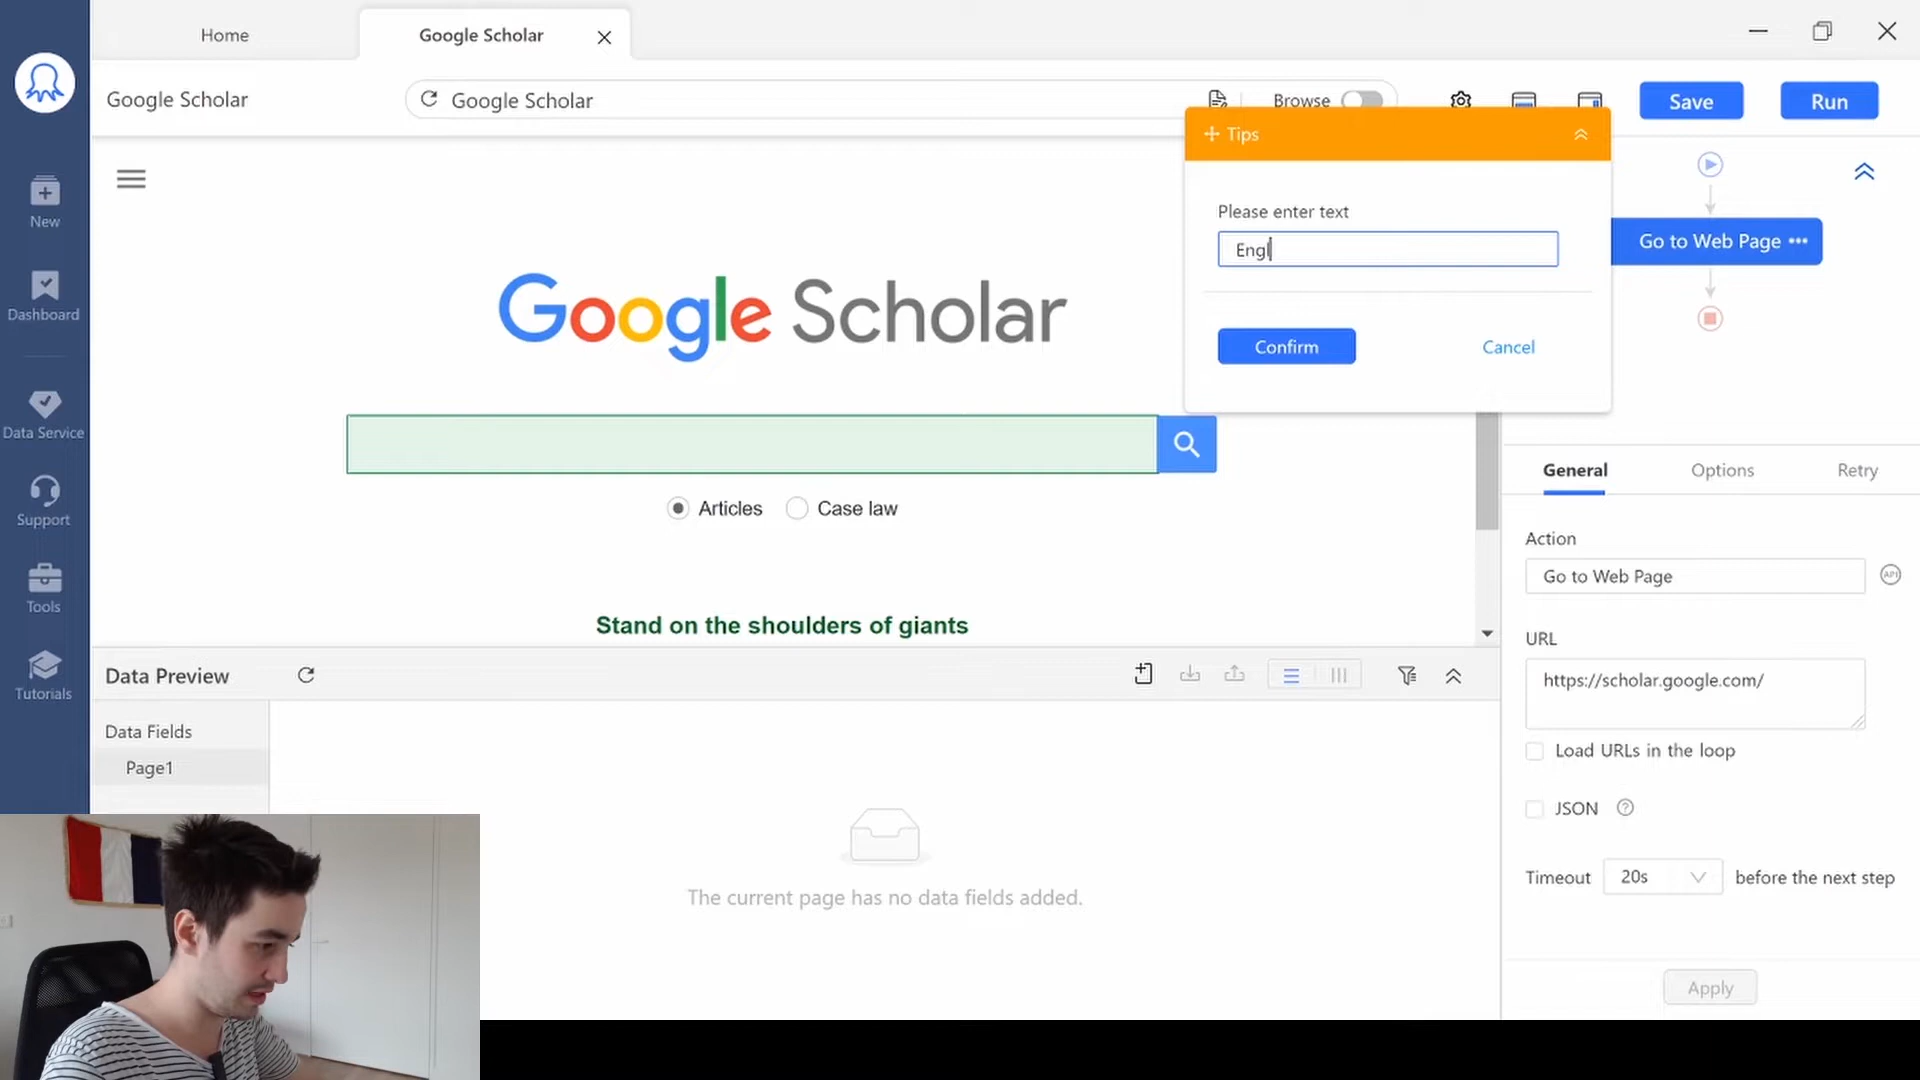 Home
Google Scholar
Google Scholar
Google Scholar
Browse
Save
Run
Tips
Please enter text
Engl
Confirm
Cancel
Go to Web Page
New
Dashboard
Data Service
Support
Tools
Tutorials
Google Scholar
Articles
Case law
Stand on the shoulders of giants
General
Options
Retry
Action
Go to Web Page
API
URL
https://scholar.google.com/
Load URLs in the loop
JSON
Timeout 20s before the next step
Apply
Data Preview
Data Fields
Page1
The current page has no data fields added.